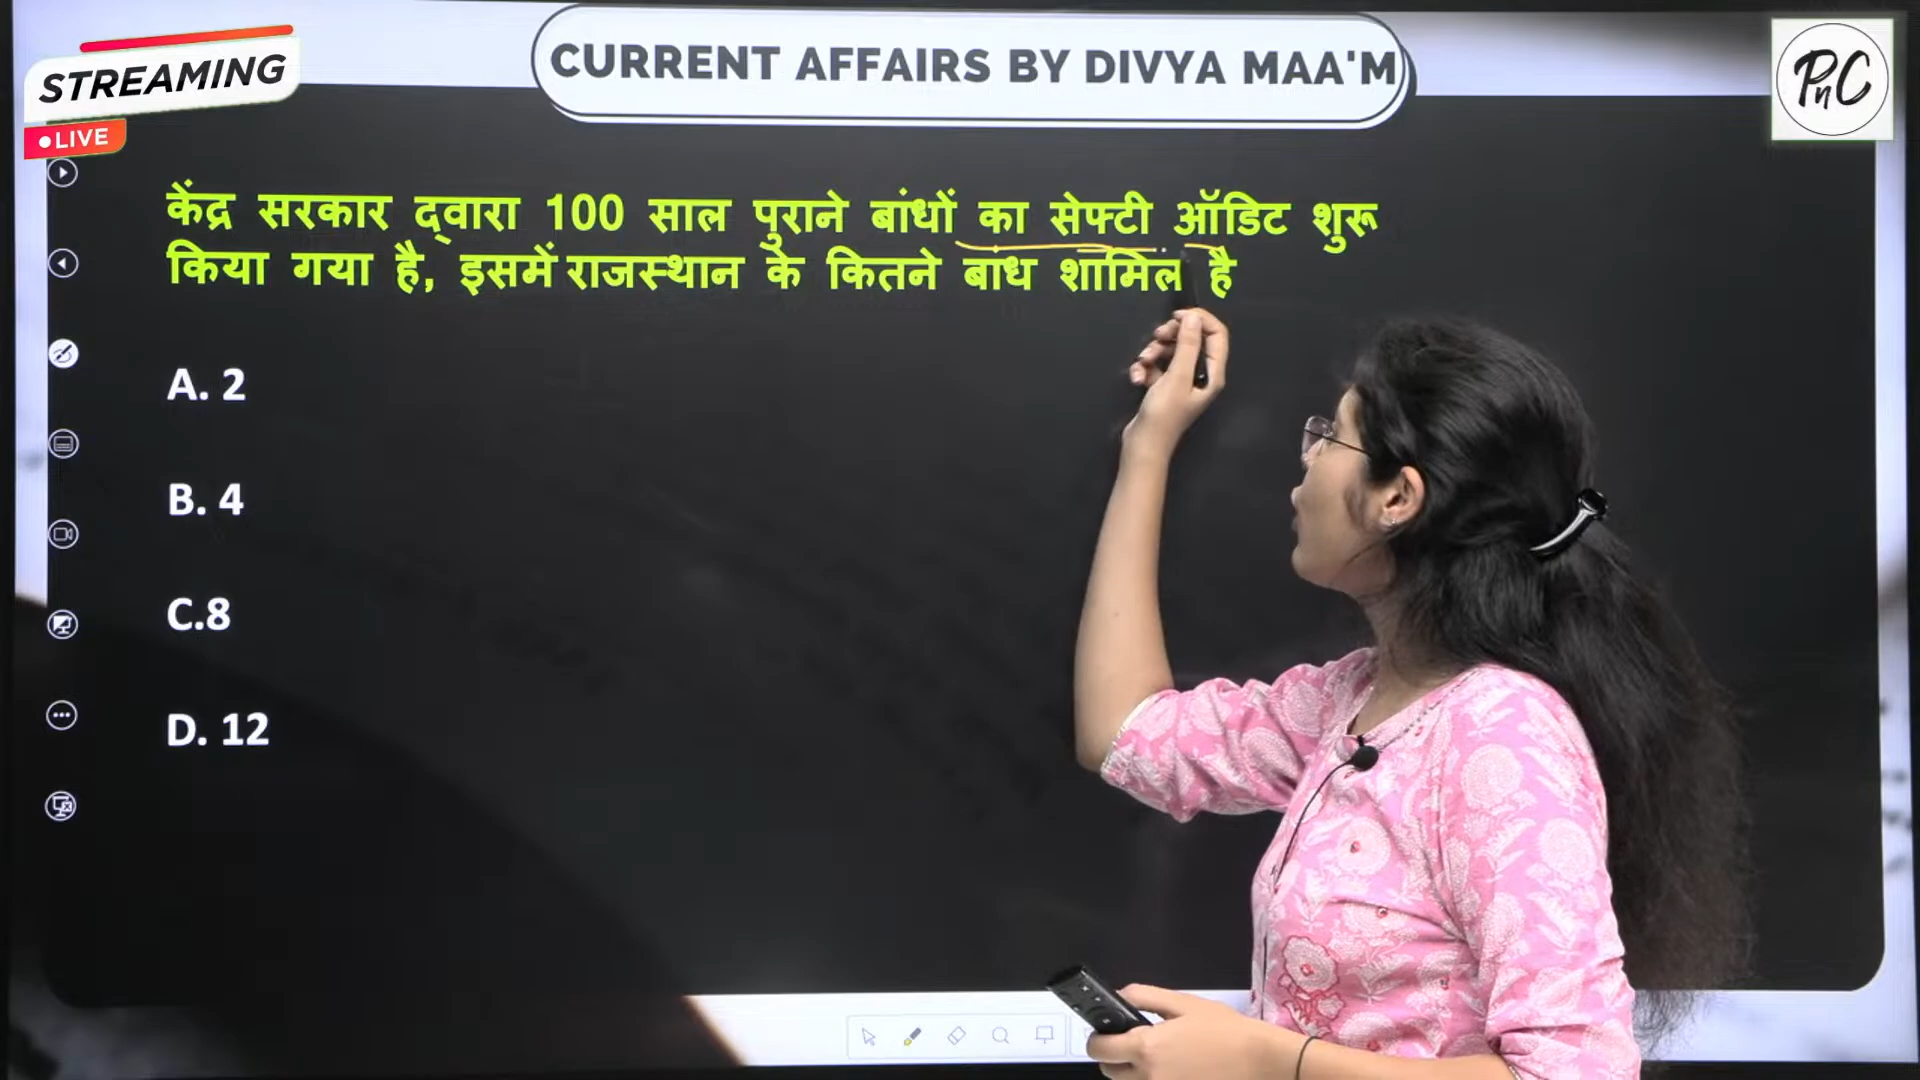 CURRENT AFFAIRS BY DIVYA MAA'M
STREAMING
LIVE
PnC
केंद्र सरकार द्वारा 100 साल पुराने बांधों का सेफ्टी ऑडिट शुरू
किया गया है, इसमें राजस्थान के कितने बांध शामिल है
A. 2
B. 4
C.8
D. 12